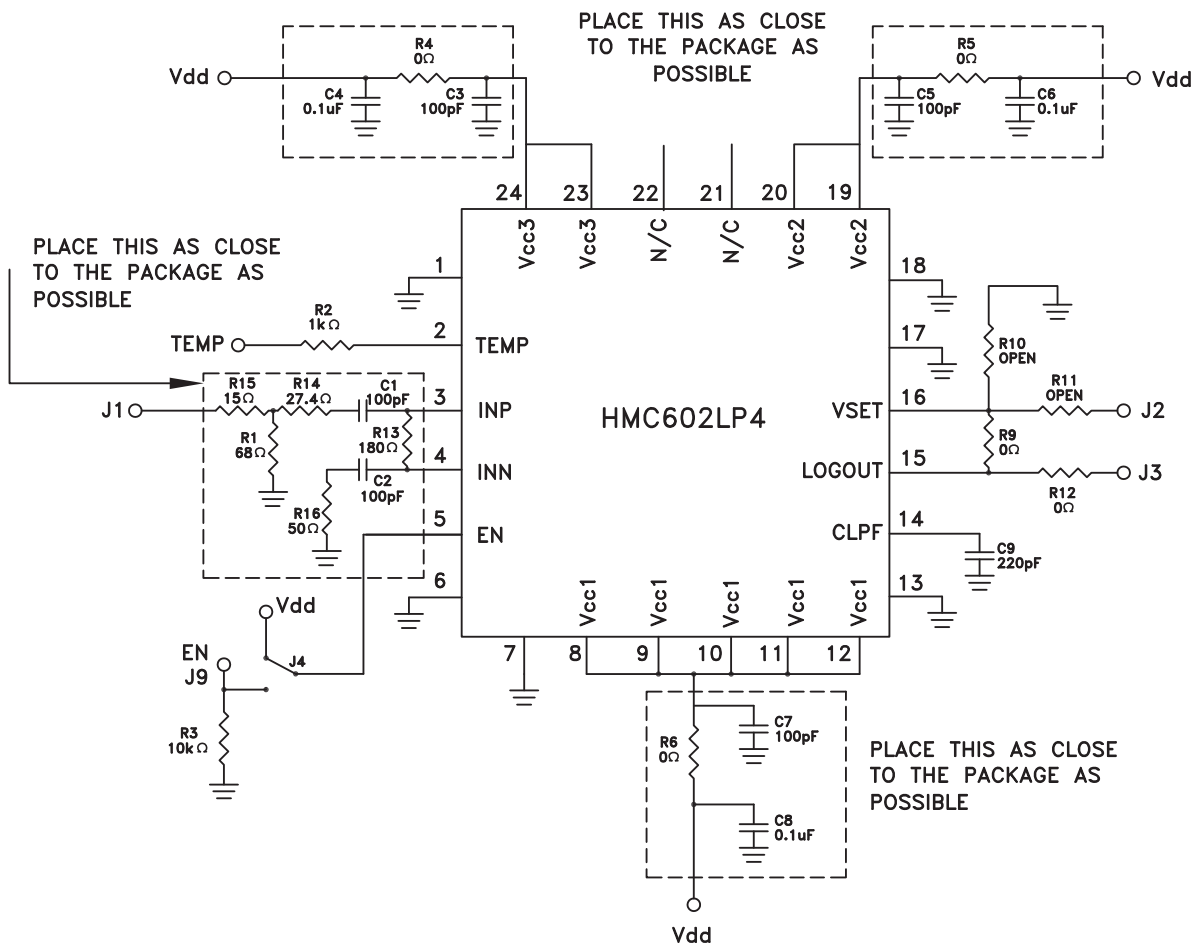 PLACE THIS AS CLOSE
TO THE PACKAGE AS
POSSIBLE
R4
0Ω
R5
0Ω
Vdd
Vdd
C4
0.1uF
C3
100pF
C5
100pF
C6
0.1uF
24
23
22
21
20
19
Vcc3
Vcc3
N/C
N/C
Vcc2
Vcc2
PLACE THIS AS CLOSE
TO THE PACKAGE AS
POSSIBLE
1
18
R2
1kΩ
2
TEMP
TEMP
17
R10
OPEN
R15
15Ω
R14
27.4Ω
C1
100pF
J1
3
INP
HMC602LP4
VSET
16
R11
OPEN
J2
R1
68Ω
R13
180Ω
R9
0Ω
4
INN
LOGOUT
15
J3
C2
100pF
R12
0Ω
R16
50Ω
5
EN
CLPF
14
C9
220pF
6
13
Vcc1
Vcc1
Vcc1
Vcc1
Vcc1
Vdd
7
8
9
10
11
12
EN
J9
J4
R3
10kΩ
C7
100pF
R6
0Ω
PLACE THIS AS CLOSE
TO THE PACKAGE AS
POSSIBLE
C8
0.1uF
Vdd